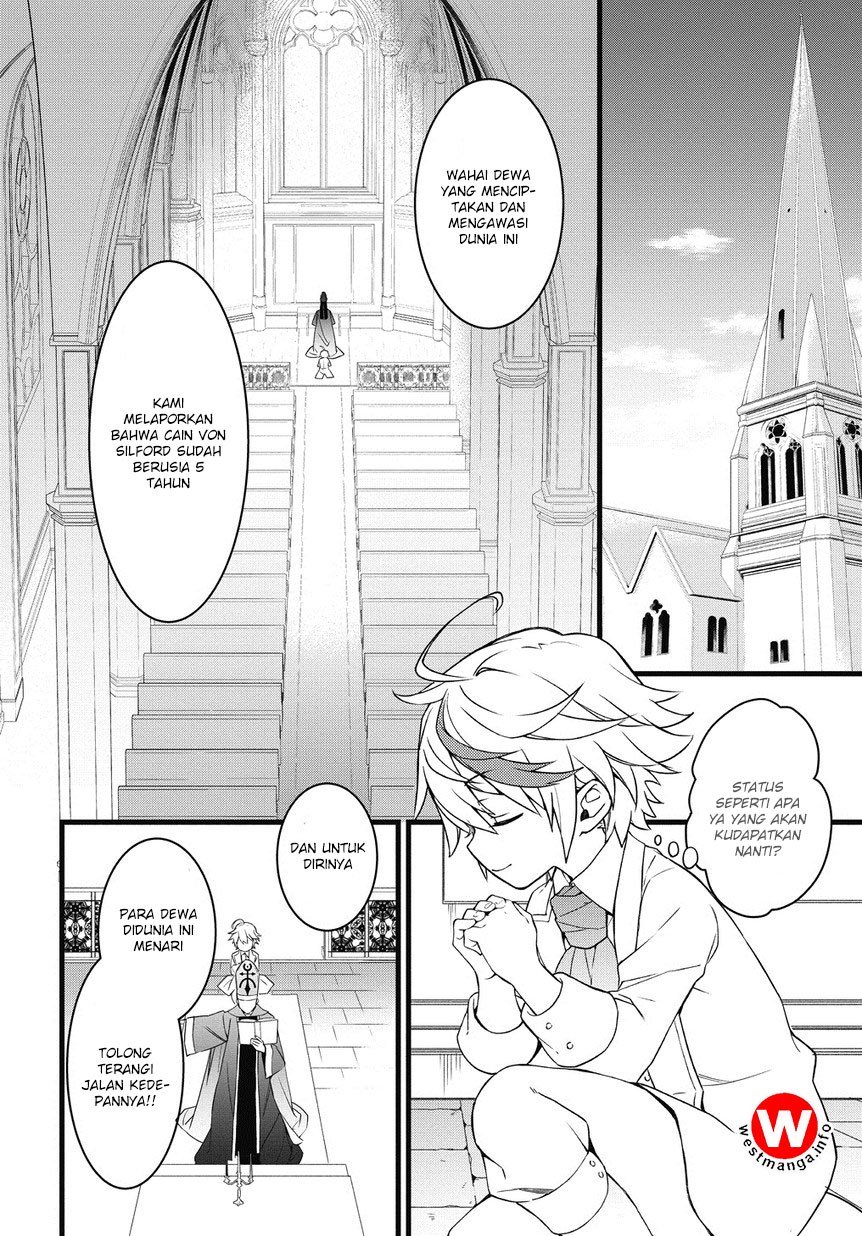 WAHAI DEWA
YANG MENCIP-
TAKAN DAN
MENGAWASI
DUNIA INI
KAMI
MELAPORKAN
BAHWA CAIN VON
SILFORD SUDAH
BERUSIA 5
TAHUN
STATUS
SEPERTI APA
YA YANG AKAN
KUDAPATKAN
NANTI?
DAN UNTUK
DIRINYA
PARA DEWA
DIDUNIA INI
MENARI
TOLONG
TERANGI
JALAN KEDE-
PANNYA!!
W
westmanga.info